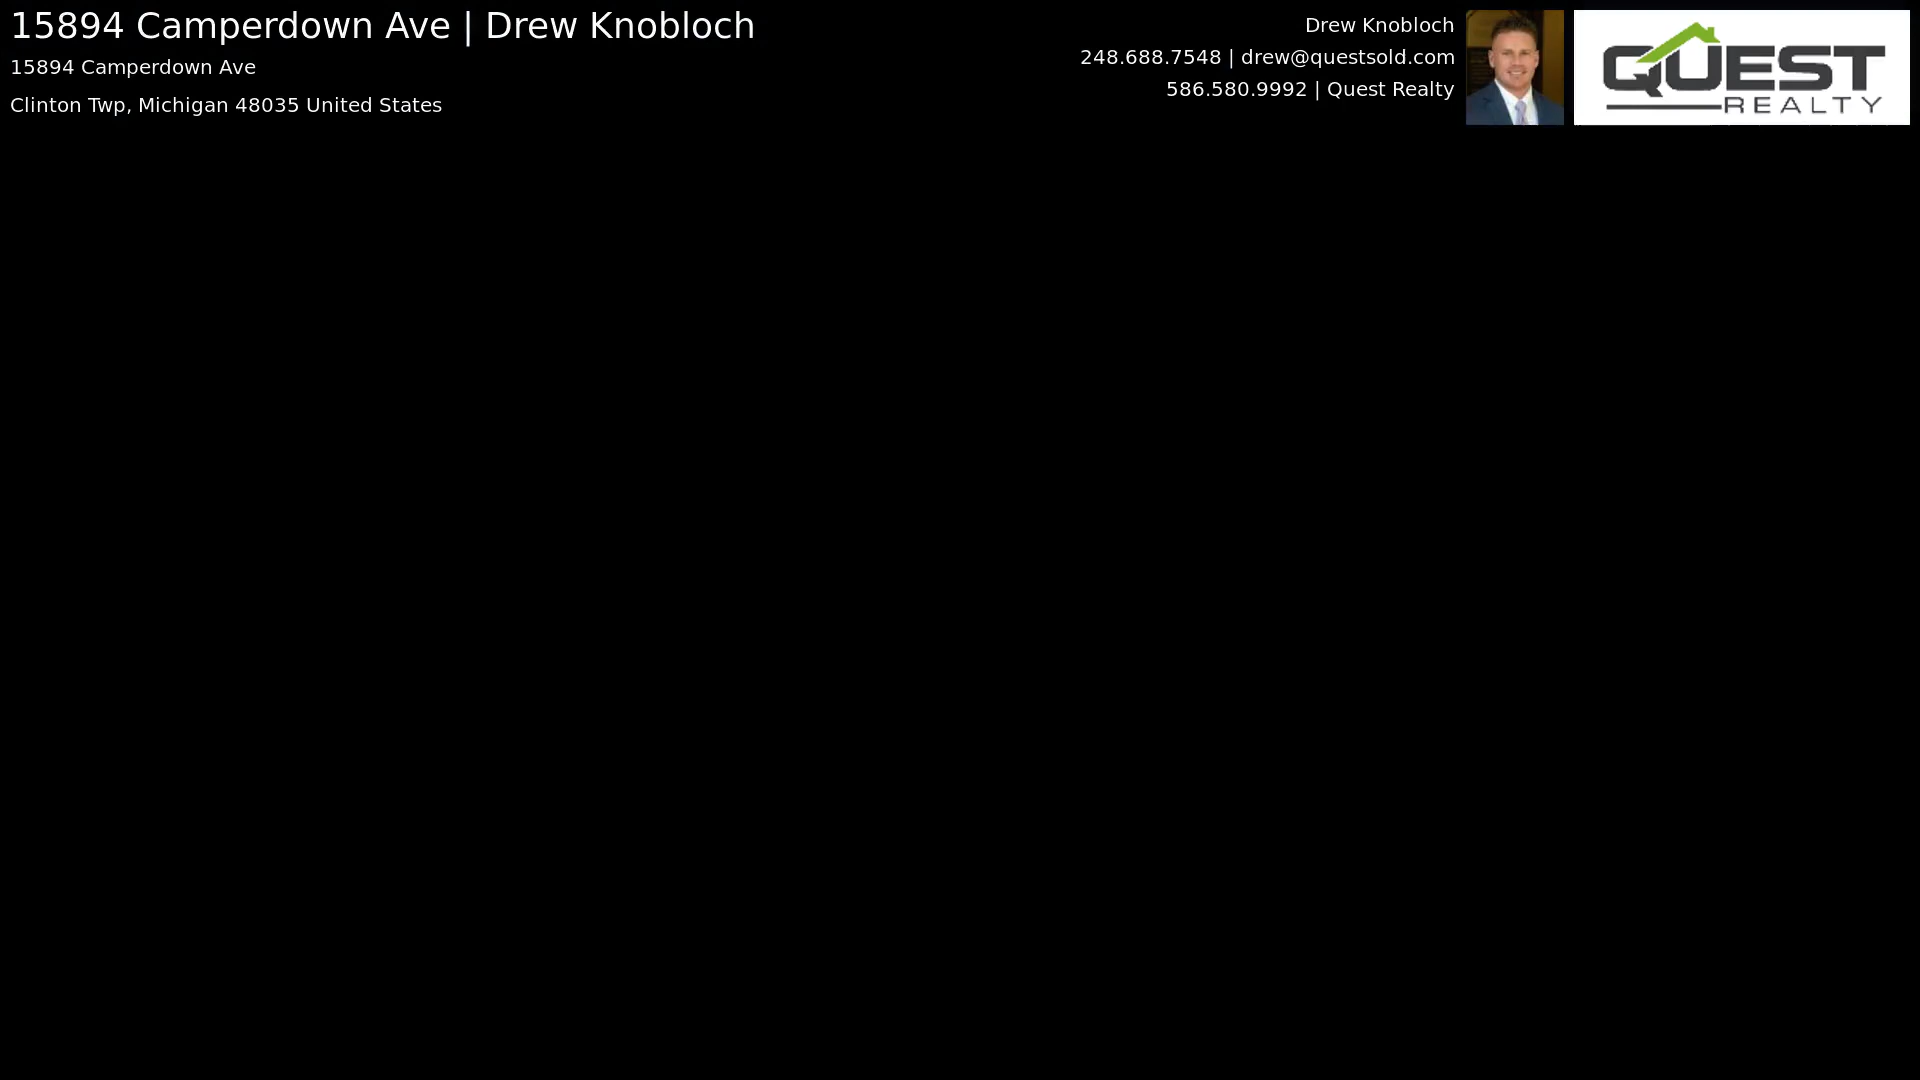 15894 Camperdown Ave | Drew Knobloch
15894 Camperdown Ave
Clinton Twp, Michigan 48035 United States
Drew Knobloch
248.688.7548 | drew@questsold.com
586.580.9992 | Quest Realty
QUEST
REALTY